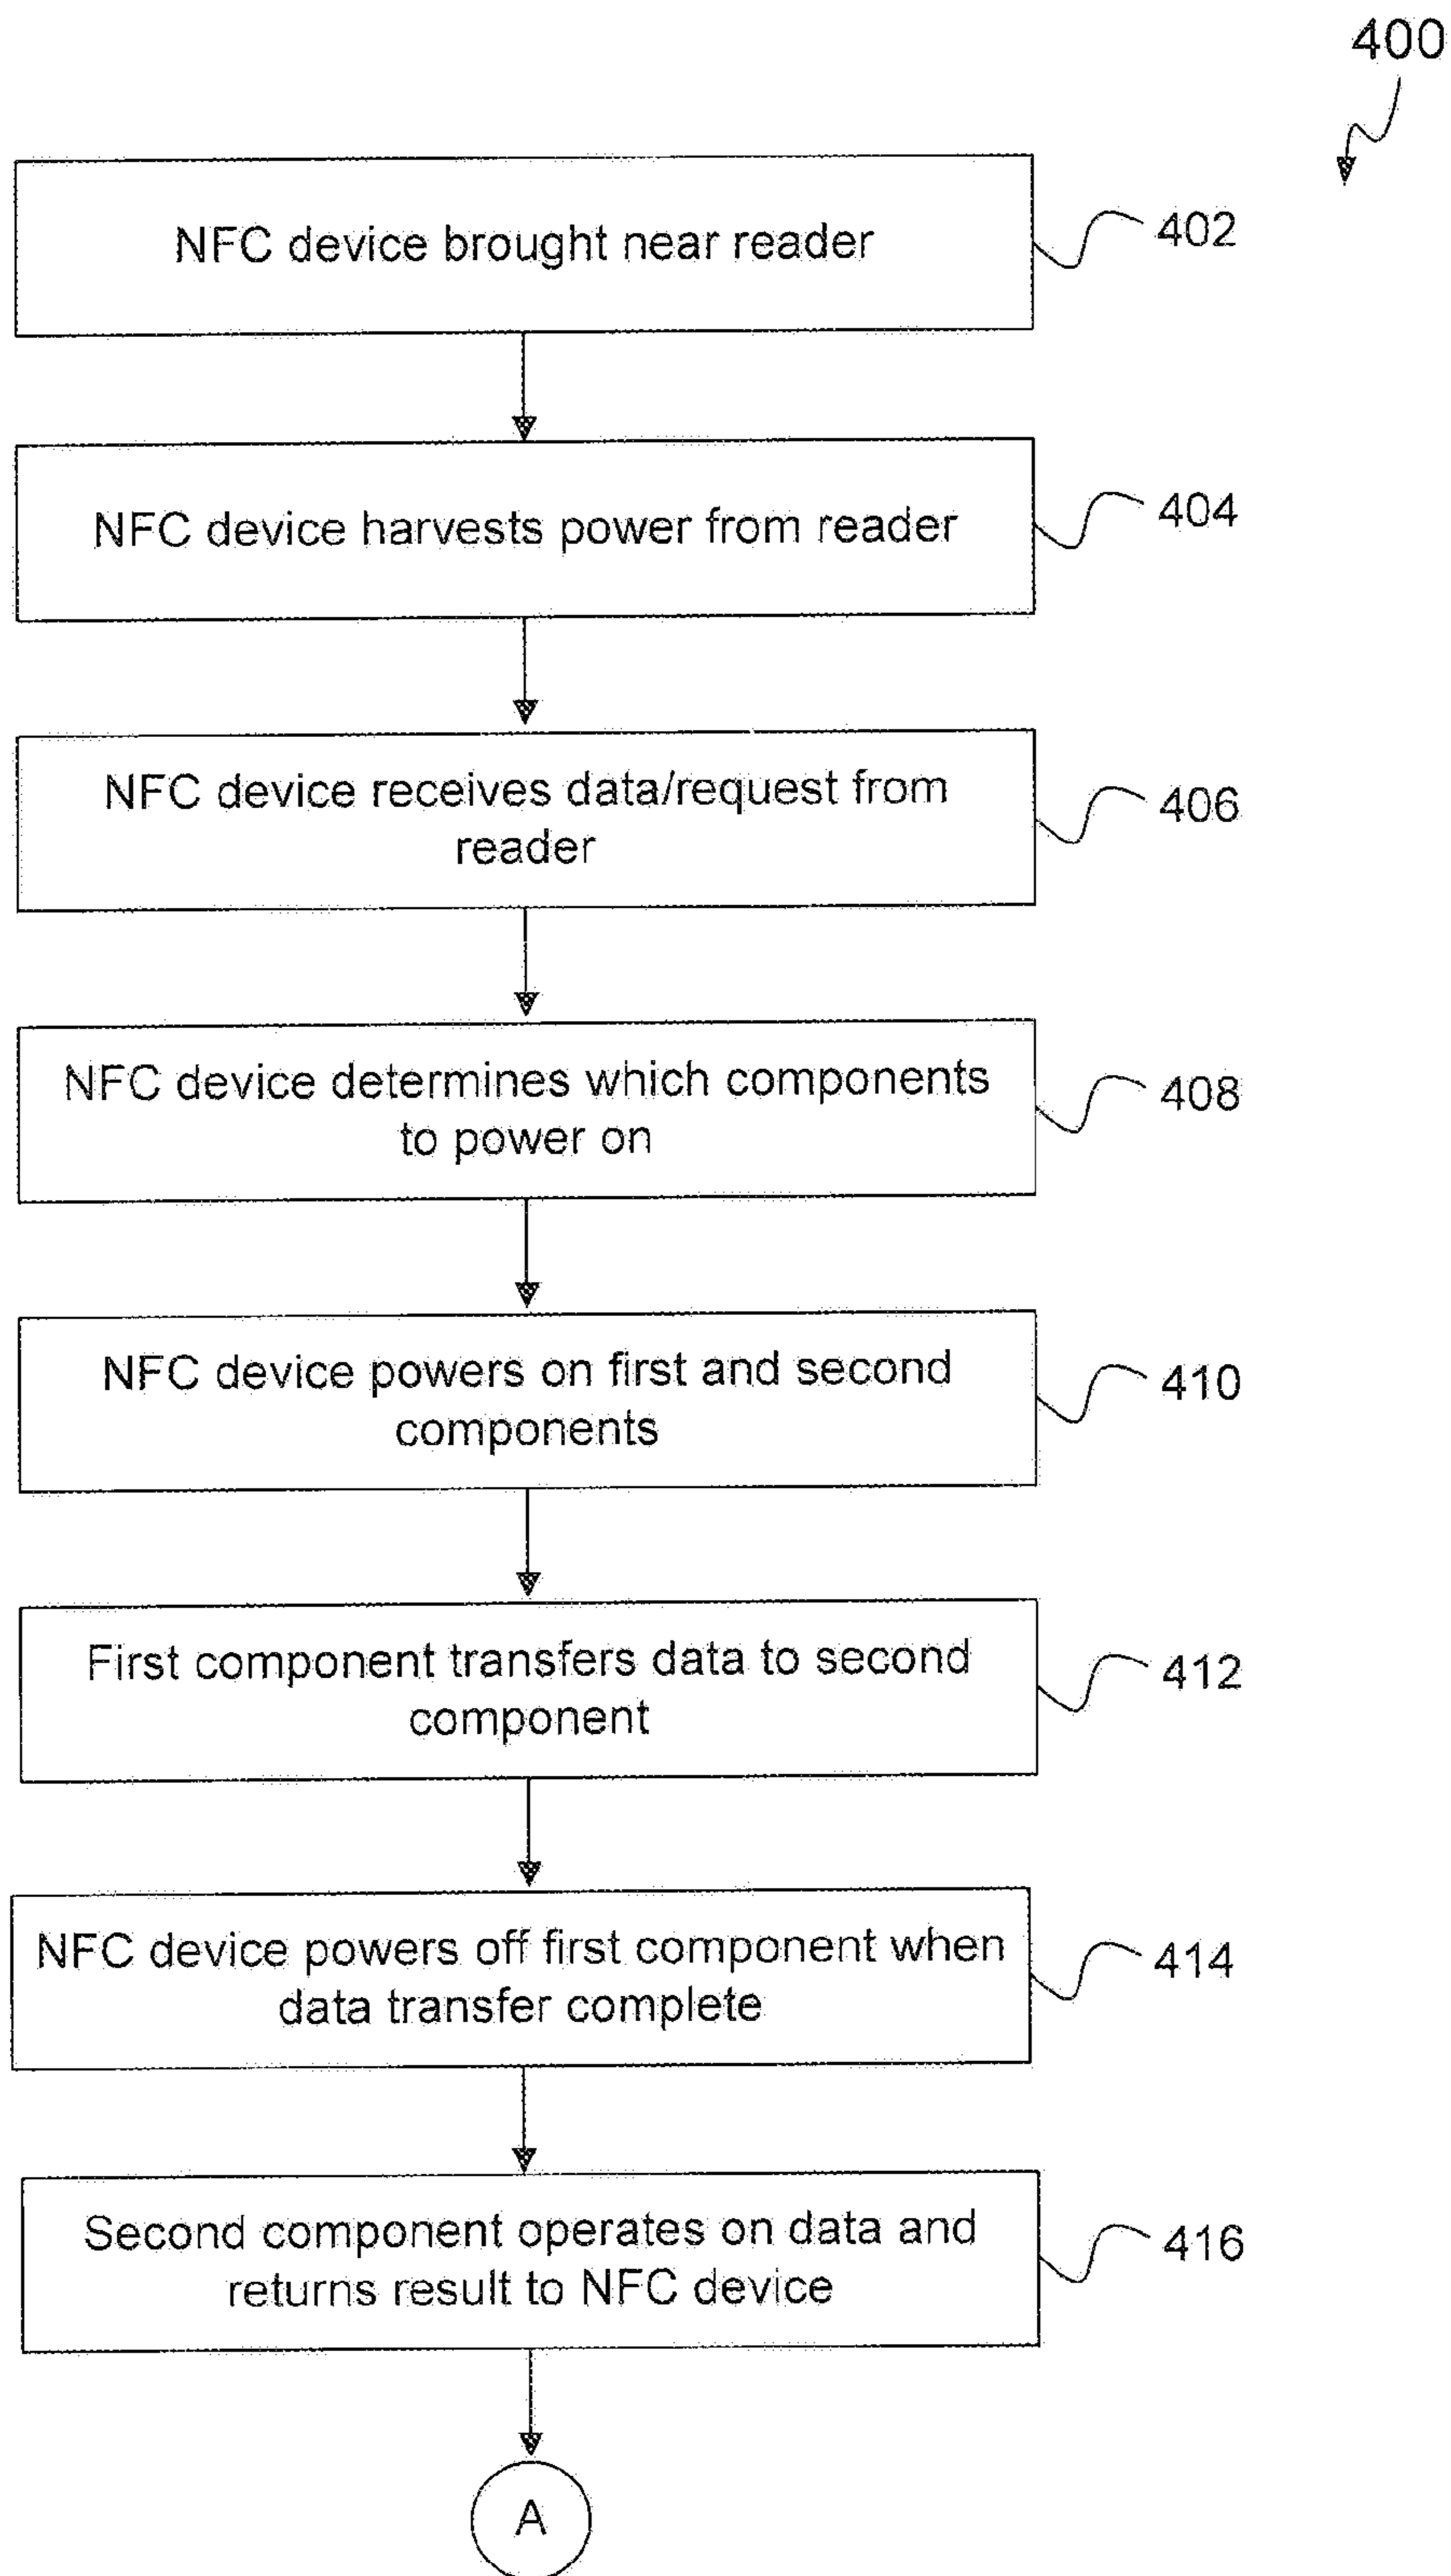 400
NFC device brought near reader
402
NFC device harvests power from reader
404
NFC device receives data/request from
reader
406
NFC device determines which components
to power on
408
NFC device powers on first and second
components
410
First component transfers data to second
component
412
NFC device powers off first component when
data transfer complete
414
Second component operates on data and
returns result to NFC device
416
A